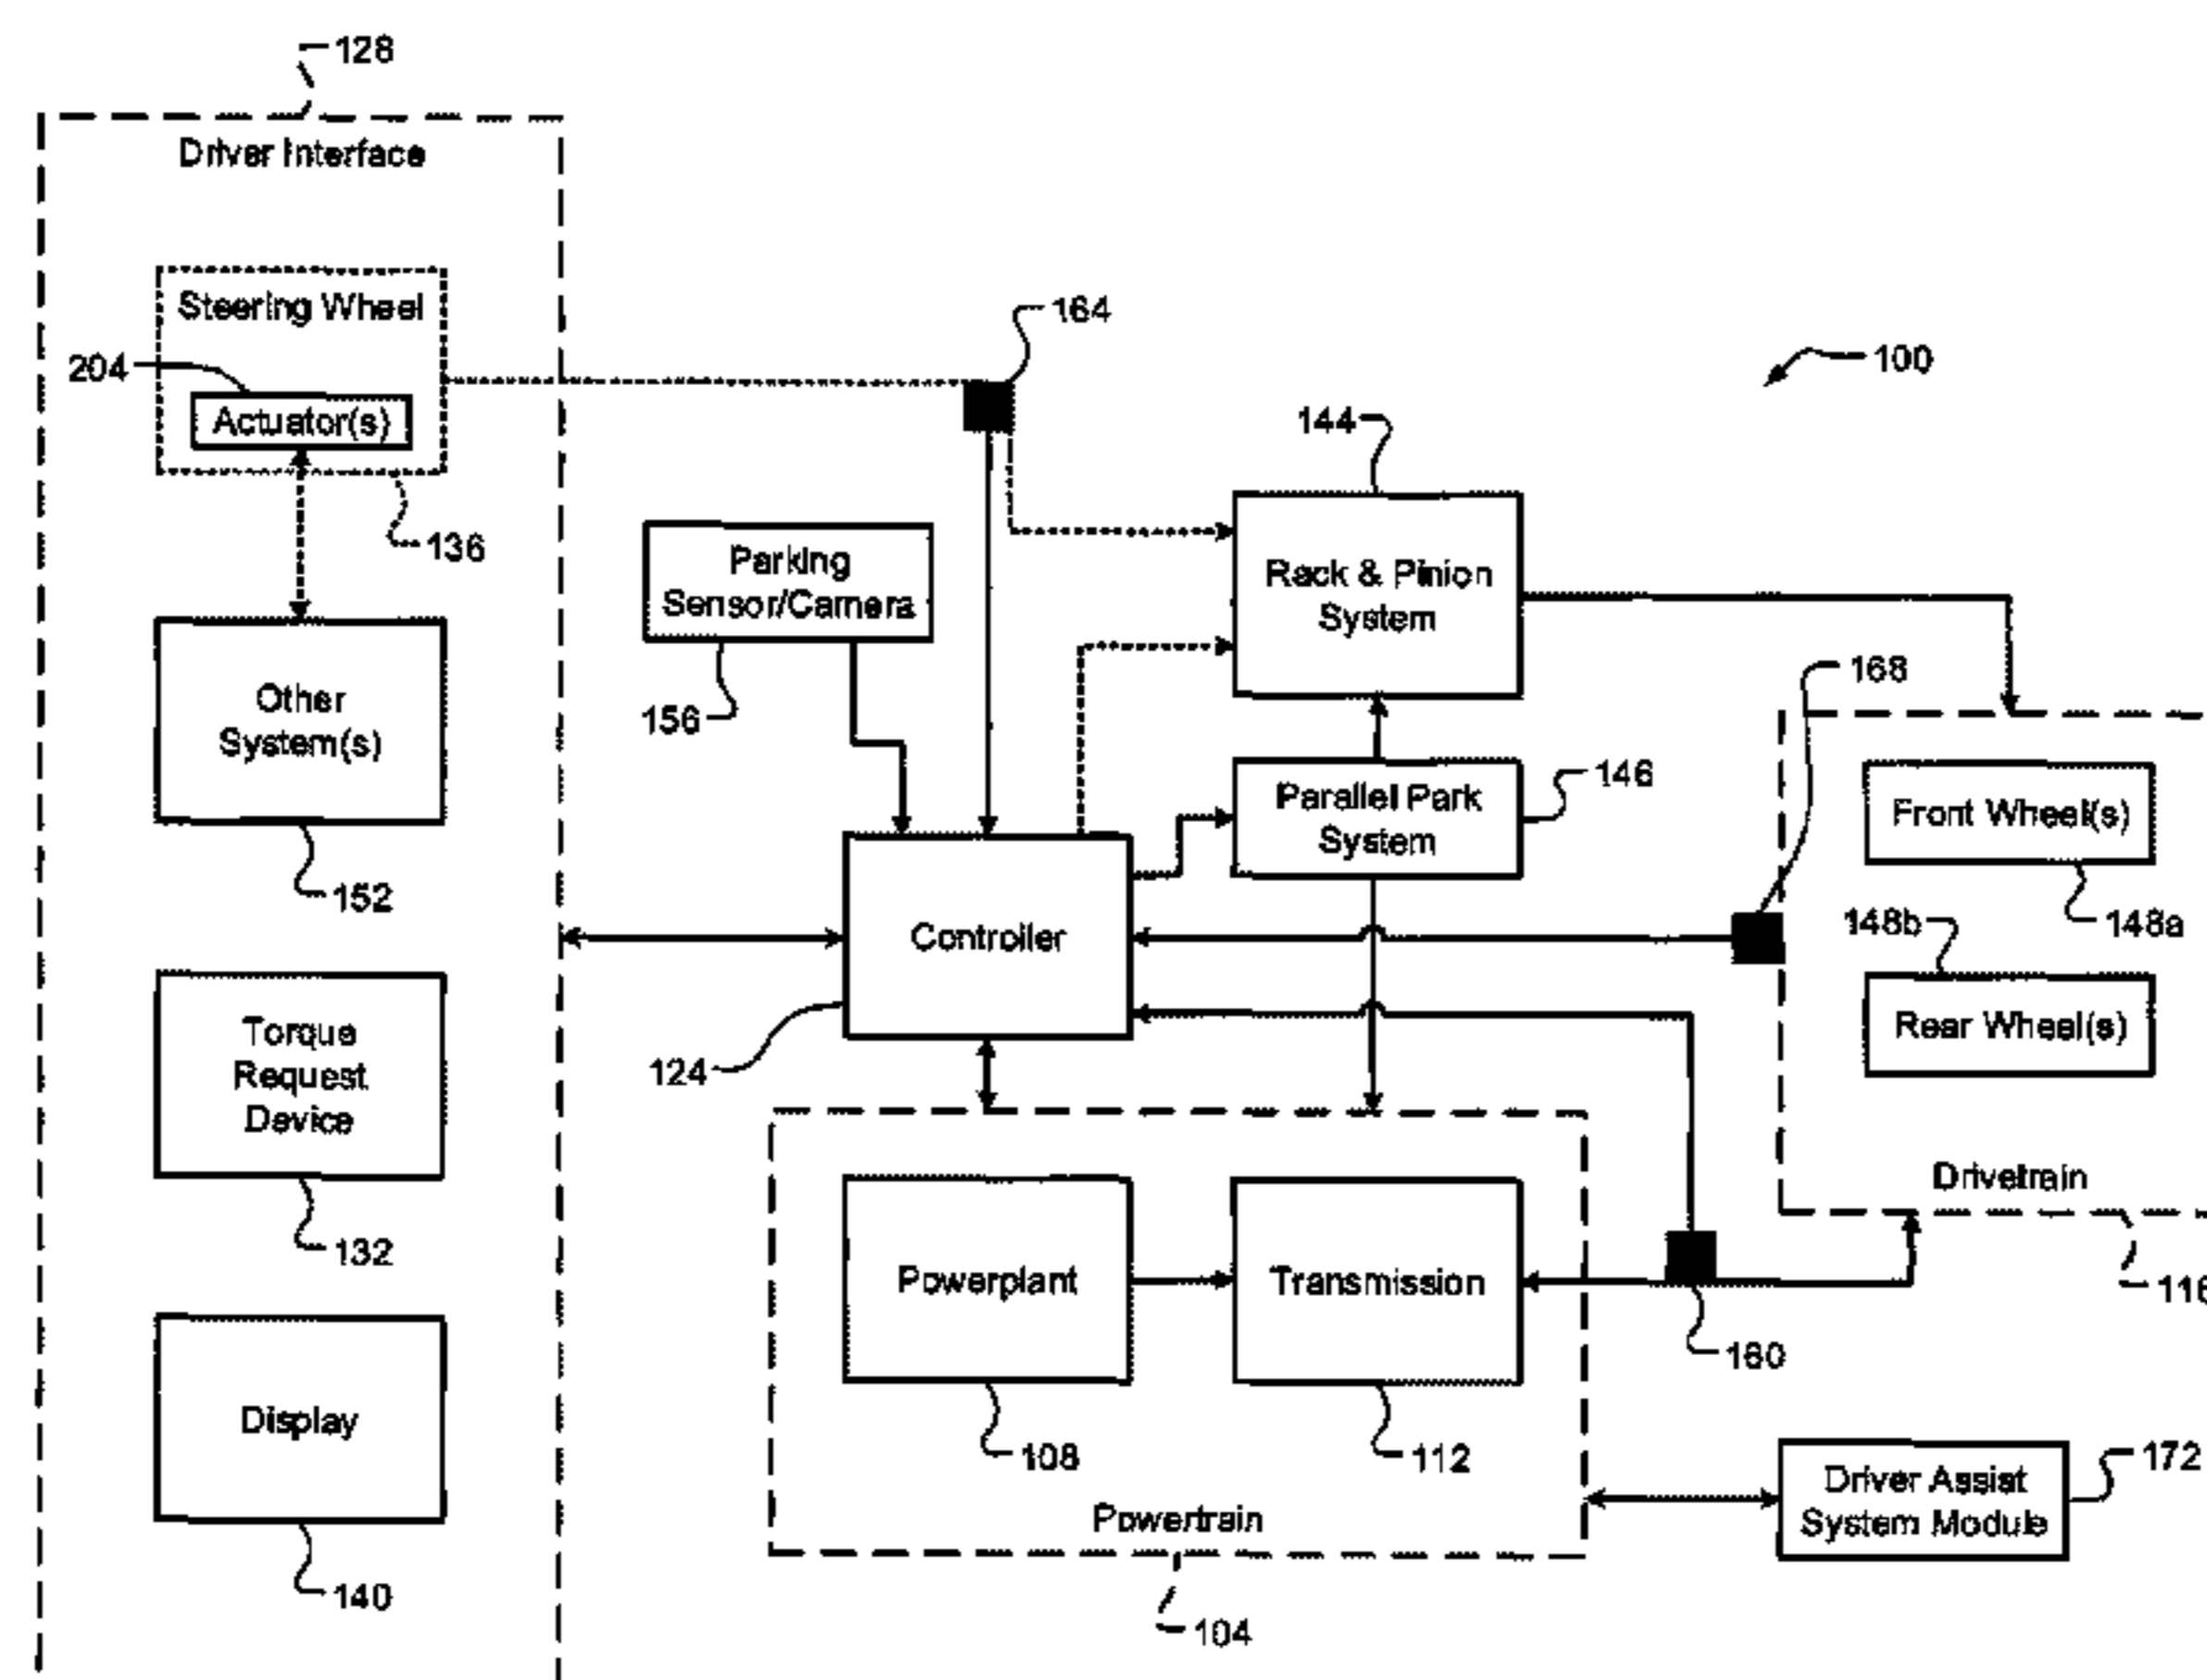 128
Driver Interface
Steering Wheel
204
Actuator(s)
136
Other
System(s)
152
Torque
Request
Device
132
Display
140
164
100
144
Parking
Sensor/Camera
156
Rack & Pinion
System
168
Parallel Park
System
146
Front Wheel(s)
148a
148b
Rear Wheel(s)
Controller
124
Drivetrain
116
Powerplant
108
Transmission
112
160
Powertrain
104
Driver Assist
System Module
172